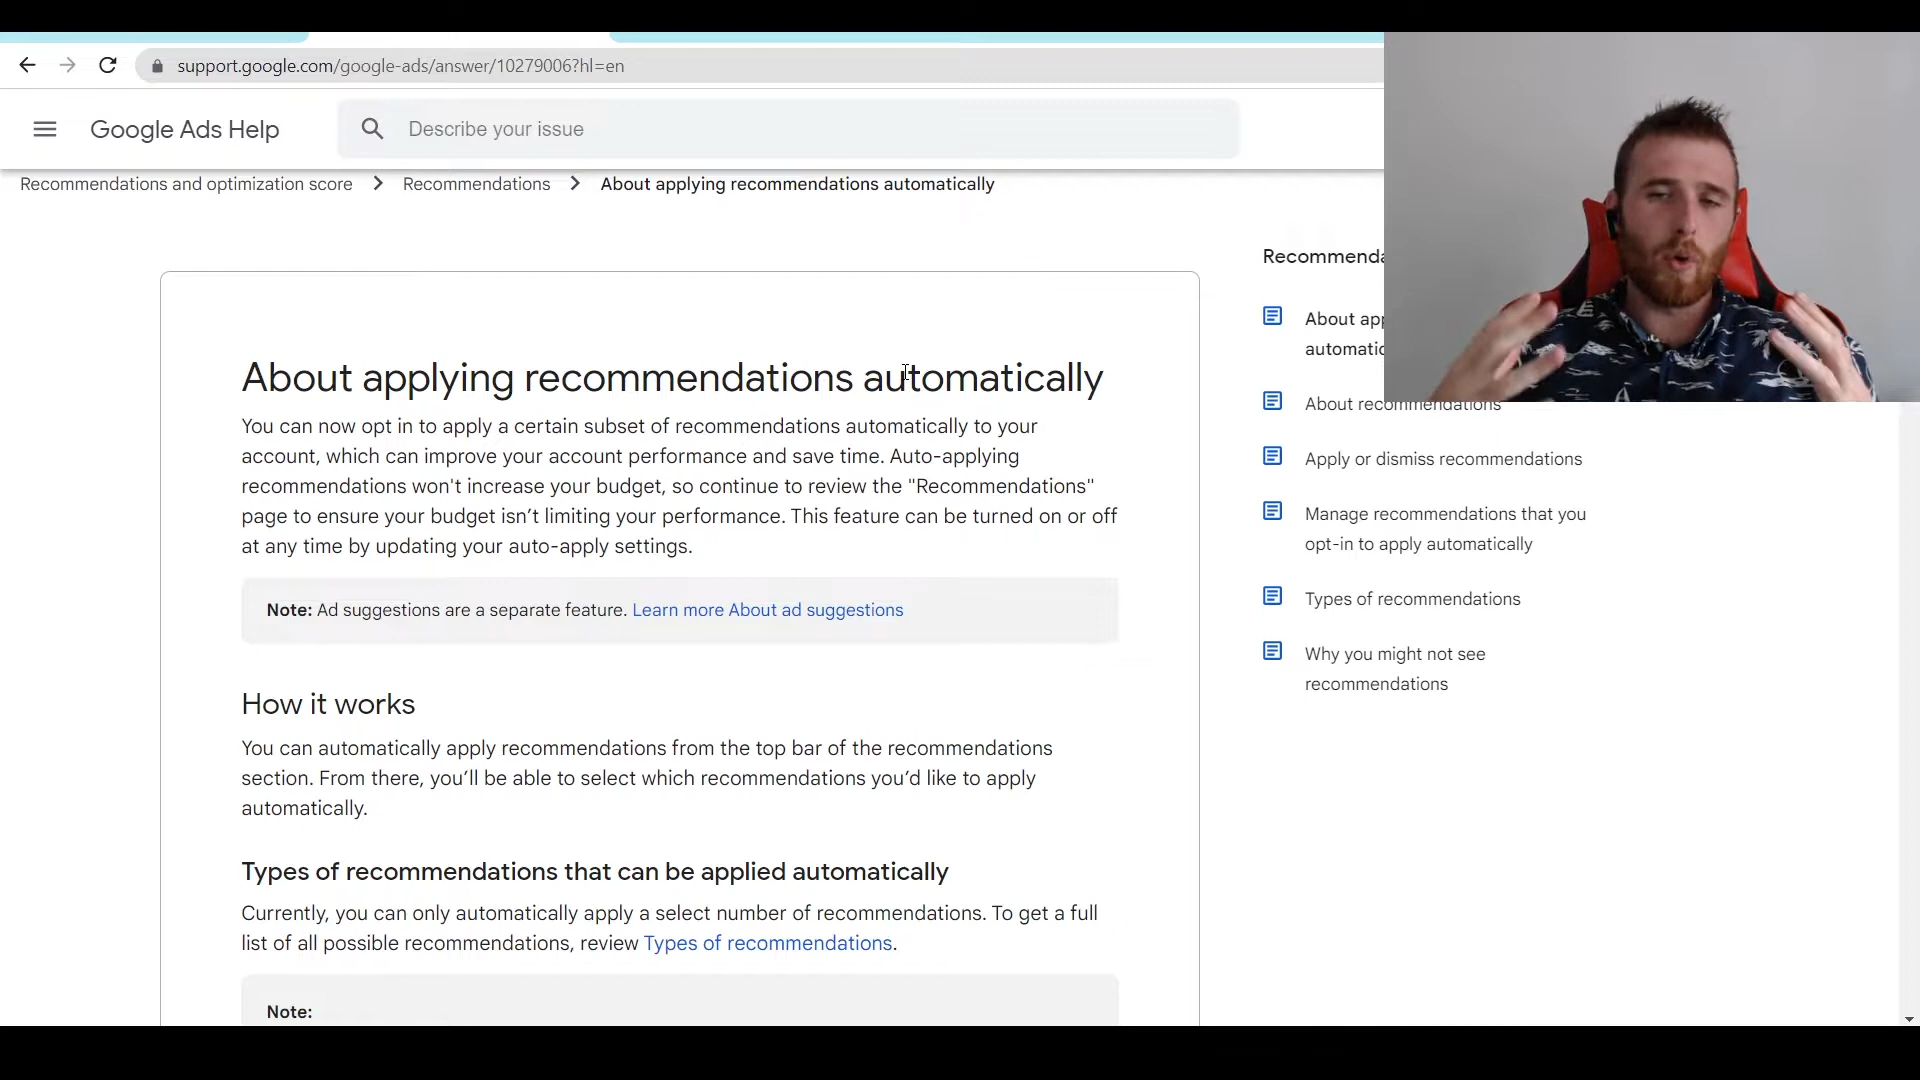 support.google.com/google-ads/answer/10279006?hl=en
Google Ads Help
Describe your issue
Recommendations and optimization score
Recommendations
About applying recommendations automatically
About applying recommendations automatically
You can now opt in to apply a certain subset of recommendations automatically to your
account, which can improve your account performance and save time. Auto-applying
recommendations won't increase your budget, so continue to review the "Recommendations"
page to ensure your budget isn’t limiting your performance. This feature can be turned on or off
at any time by updating your auto-apply settings.
Note: Ad suggestions are a separate feature. Learn more About ad suggestions
How it works
You can automatically apply recommendations from the top bar of the recommendations
section. From there, you’ll be able to select which recommendations you’d like to apply
automatically.
Types of recommendations that can be applied automatically
Currently, you can only automatically apply a select number of recommendations. To get a full
list of all possible recommendations, review Types of recommendations.
Note:
Recommenda
About app
automatic
About recommendations
Apply or dismiss recommendations
Manage recommendations that you
opt-in to apply automatically
Types of recommendations
Why you might not see
recommendations